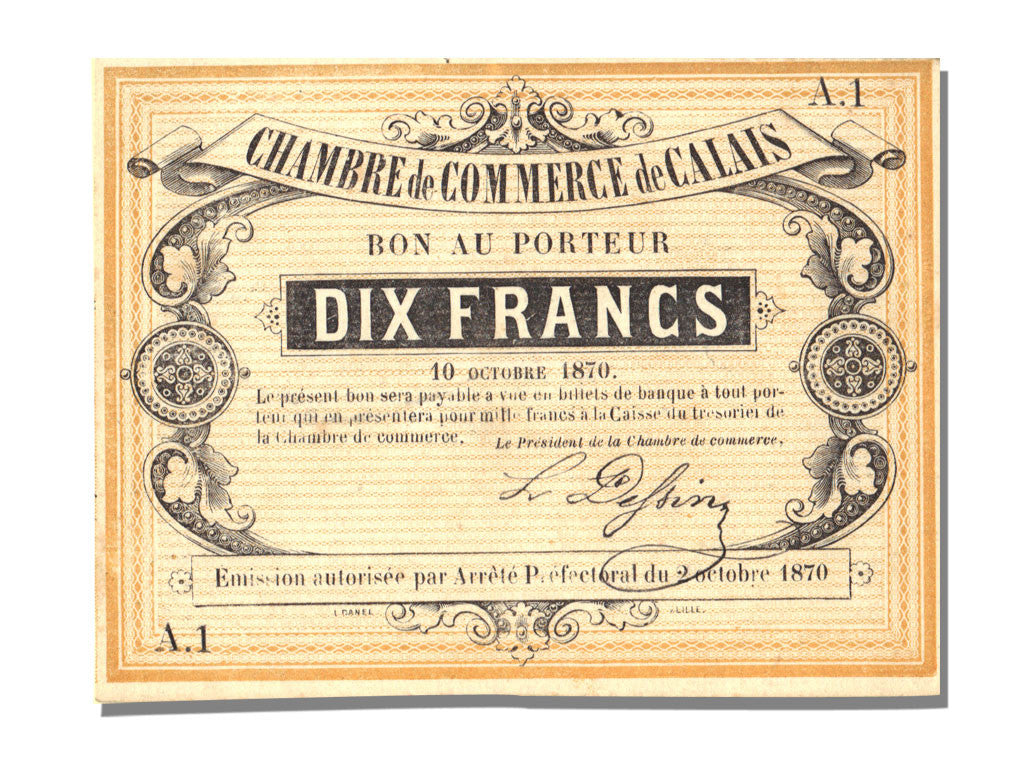 A.1
CHAMBRE de COMMERCE de CALAIS
BON AU PORTEUR
DIX FRANCS
10 OCTOBRE 1870.
Le présent bon sera payable a vue en billets de banque à tout por-
teur qui en présentera pour mille francs à la Caisse du tresorier de
la Chambre de commerce.
Le Président de la Chambre de commerce,
L Dessin
Emission autorisée par Arrêté Préfectoral du 2 octobre 1870
L DANEL LILLE.
A.1